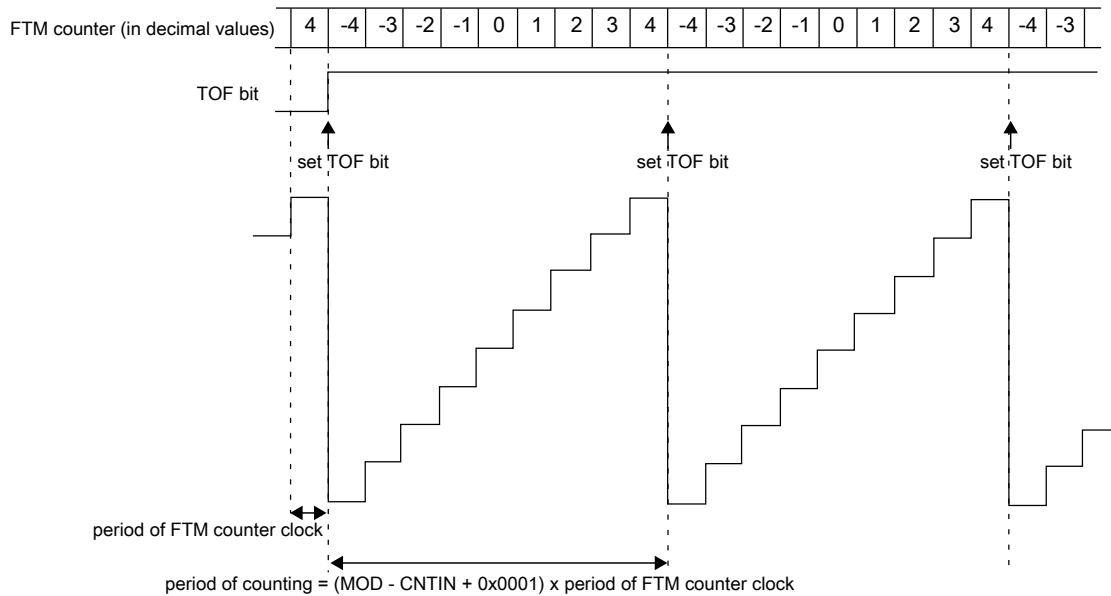 FTM counter (in decimal values) 4 -4 -3 -2 -1 0 1 2 3 4 -4 -3 -2 -1 0 1 2 3 4 -4 -3
TOF bit
set TOF bit set TOF bit set TOF bit
period of FTM counter clock
period of counting = (MOD - CNTIN + 0x0001) x period of FTM counter clock